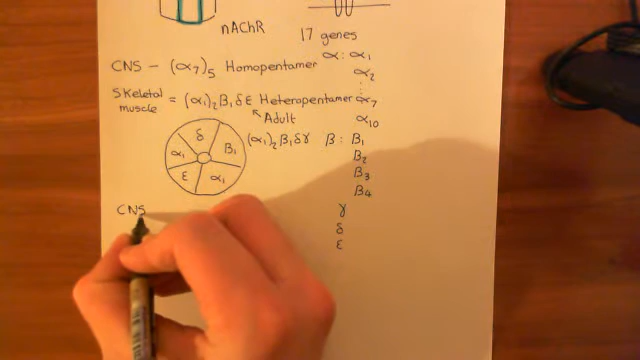 nAChR
17 genes
CNS – (α7)5 Homopentamer
α : α1
α2
⋮
Skeletal muscle = (α1)2 β1 δ ε Heteropentamer
α7
↖ Adult
α10
(α1)2 β1 δ γ
β : β1
β2
β3
β4
δ
β1
α1
ε
α1
CNS
γ
δ
ε